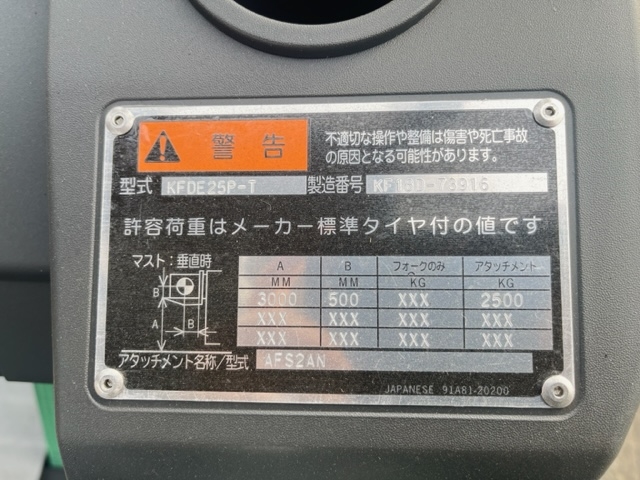 警告
不適切な操作や整備は傷害や死亡事故
の原因となる可能性があります。
型式 KFDE25P-T 製造番号
許容荷重はメーカー標準タイヤ付の値です
マスト:垂直時
A B フォークのみ アタッチメント
MM MM KG KG
3000 500 XXX 2500
XXX XXX XXX XXX
XXX XXX XXX XXX
B
A B
アタッチメント名称/型式 AFS2AN
JAPANESE 91A81-20200